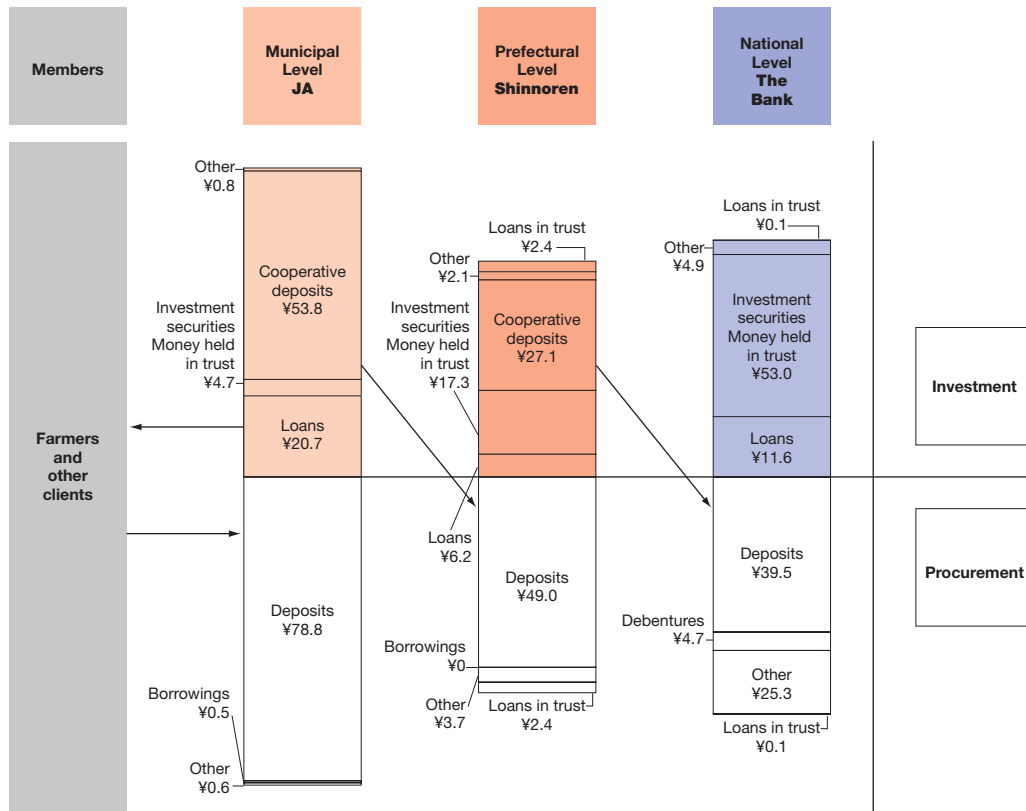 Members
Municipal
Level
JA
Prefectural
Level
Shinnoren
National
Level
The
Bank
Farmers
and
other
clients
Other
¥0.8
Cooperative
deposits
¥53.8
Investment
securities
Money held
in trust
¥4.7
Loans
¥20.7
Deposits
¥78.8
Borrowings
¥0.5
Other
¥0.6
Loans in trust
¥2.4
Other
¥2.1
Cooperative
deposits
¥27.1
Investment
securities
Money held
in trust
¥17.3
Loans
¥6.2
Deposits
¥49.0
Borrowings
¥0
Other
¥3.7
Loans in trust
¥2.4
Loans in trust
¥0.1
Other
¥4.9
Investment
securities
Money held
in trust
¥53.0
Loans
¥11.6
Deposits
¥39.5
Debentures
¥4.7
Other
¥25.3
Loans in trust
¥0.1
Investment
Procurement